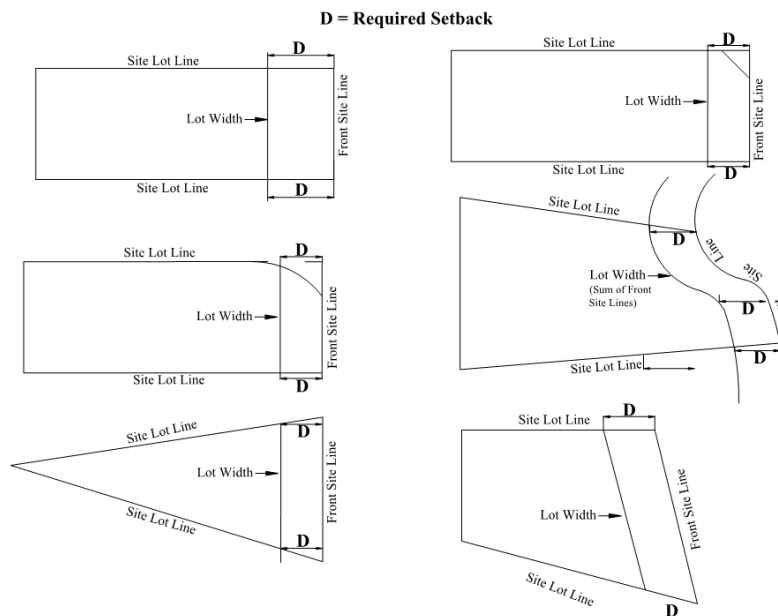 D = Required Setback
D
Site Lot Line
Lot Width
Front Site Line
Site Lot Line
D
Site Lot Line
D
Lot Width
Front Site Line
Site Lot Line
D
Site Lot Line
D
Lot Width
Front Site Line
Site Lot Line
D
Site Lot Line
D
Line
Site
Lot Width
(Sum of Front
Site Lines)
D
D
Site Lot Line
Site Lot Line
D
Lot Width
Front Site Line
Site Lot Line
D
Site Lot Line
D
Lot Width
Front Site Line
Site Lot Line
D